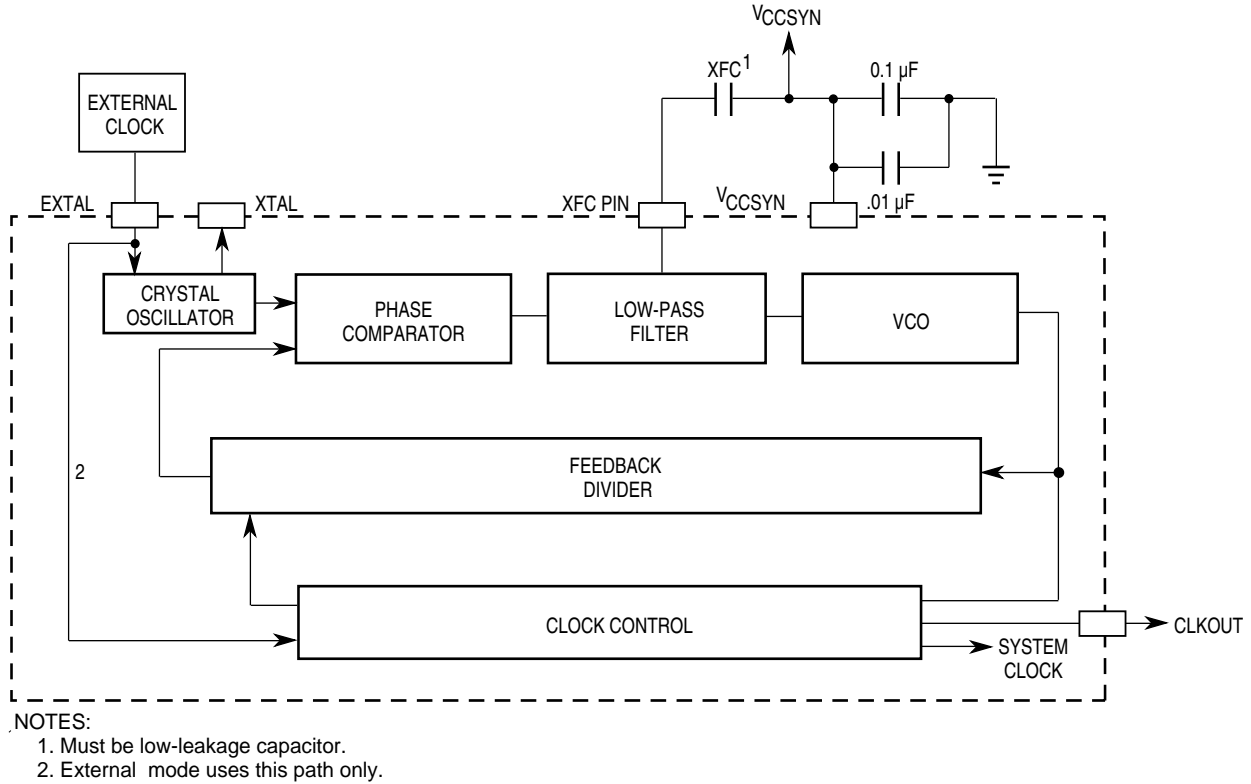 VCCSYN
XFC1
0.1 µF
EXTERNAL
CLOCK
EXTAL
XTAL
XFC PIN
VCCSYN
.01 µF
CRYSTAL
OSCILLATOR
PHASE
COMPARATOR
LOW-PASS
FILTER
VCO
2
FEEDBACK
DIVIDER
CLOCK CONTROL
CLKOUT
SYSTEM
CLOCK
NOTES:
1. Must be low-leakage capacitor.
2. External mode uses this path only.